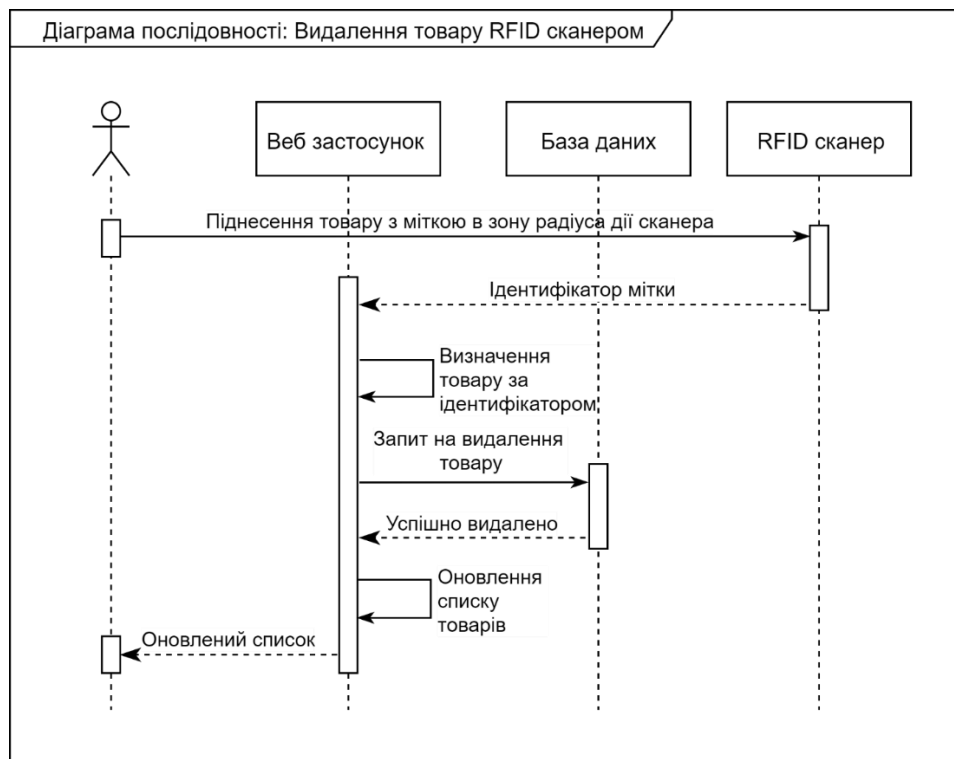 Діаграма послідовності: Видалення товару RFID сканером
Веб застосунок
База даних
RFID сканер
Піднесення товару з міткою в зону радіуса дії сканера
Ідентифікатор мітки
Визначення
товару за
ідентифікатором
Запит на видалення
товару
Успішно видалено
Оновлення
списку
товарів
Оновлений список